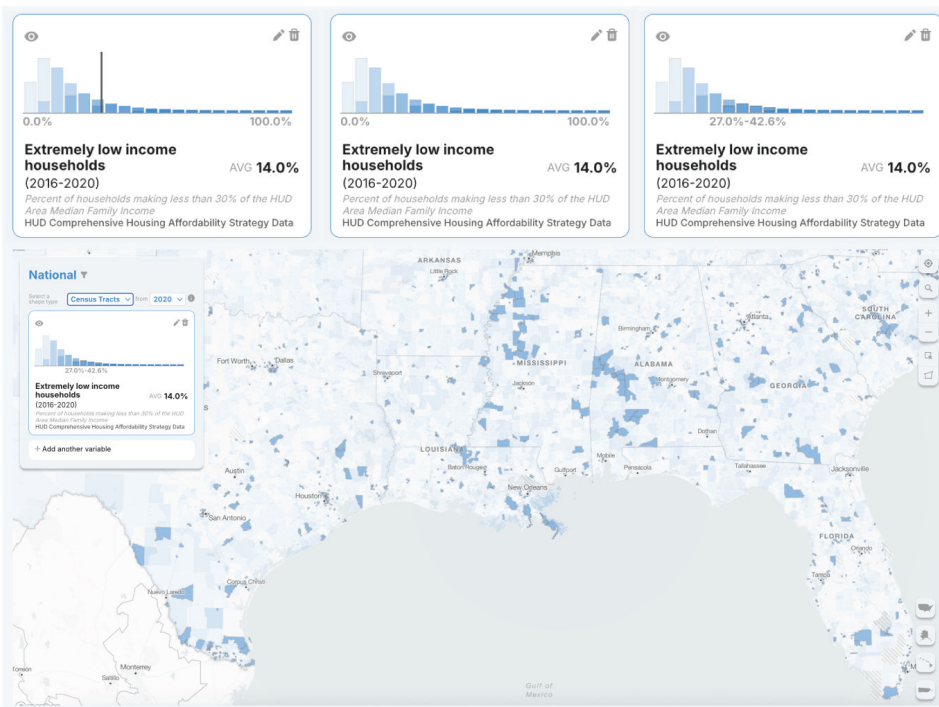 0.0%
100.0%
Extremely low income
households
AVG 14.0%
(2016-2020)
Percent of households making less than 30% of the HUD
Area Median Family Income
HUD Comprehensive Housing Affordability Strategy Data
0.0%
100.0%
Extremely low income
households
AVG 14.0%
(2016-2020)
Percent of households making less than 30% of the HUD
Area Median Family Income
HUD Comprehensive Housing Affordability Strategy Data
27.0%-42.6%
Extremely low income
households
AVG 14.0%
(2016-2020)
Percent of households making less than 30% of the HUD
Area Median Family Income
HUD Comprehensive Housing Affordability Strategy Data
National
Select a
shape type
Census Tracts
from
2020
27.0%-42.6%
Extremely low income
households
AVG 14.0%
(2016-2020)
Percent of households making less than 30% of the HUD
Area Median Family Income
HUD Comprehensive Housing Affordability Strategy Data
+ Add another variable
ARKANSAS
Memphis
Little Rock
SOUTH
CAROLINA
Atlanta
Birmingham
Fort Worth
Dallas
MISSISSIPPI
ALABAMA
Shreveport
Jackson
Montgomery
GEORGIA
S
Dothan
LOUISIANA
Baton Rouge
Gulfport
Mobile
Pensacola
Tallahassee
Jacksonville
Austin
Houston
New Orleans
San Antonio
FLORIDA
Orlando
Tampa
Corpus Christi
Nuevo Laredo
Torreón
Monterrey
Saltillo
M
Gulf of
Mexico